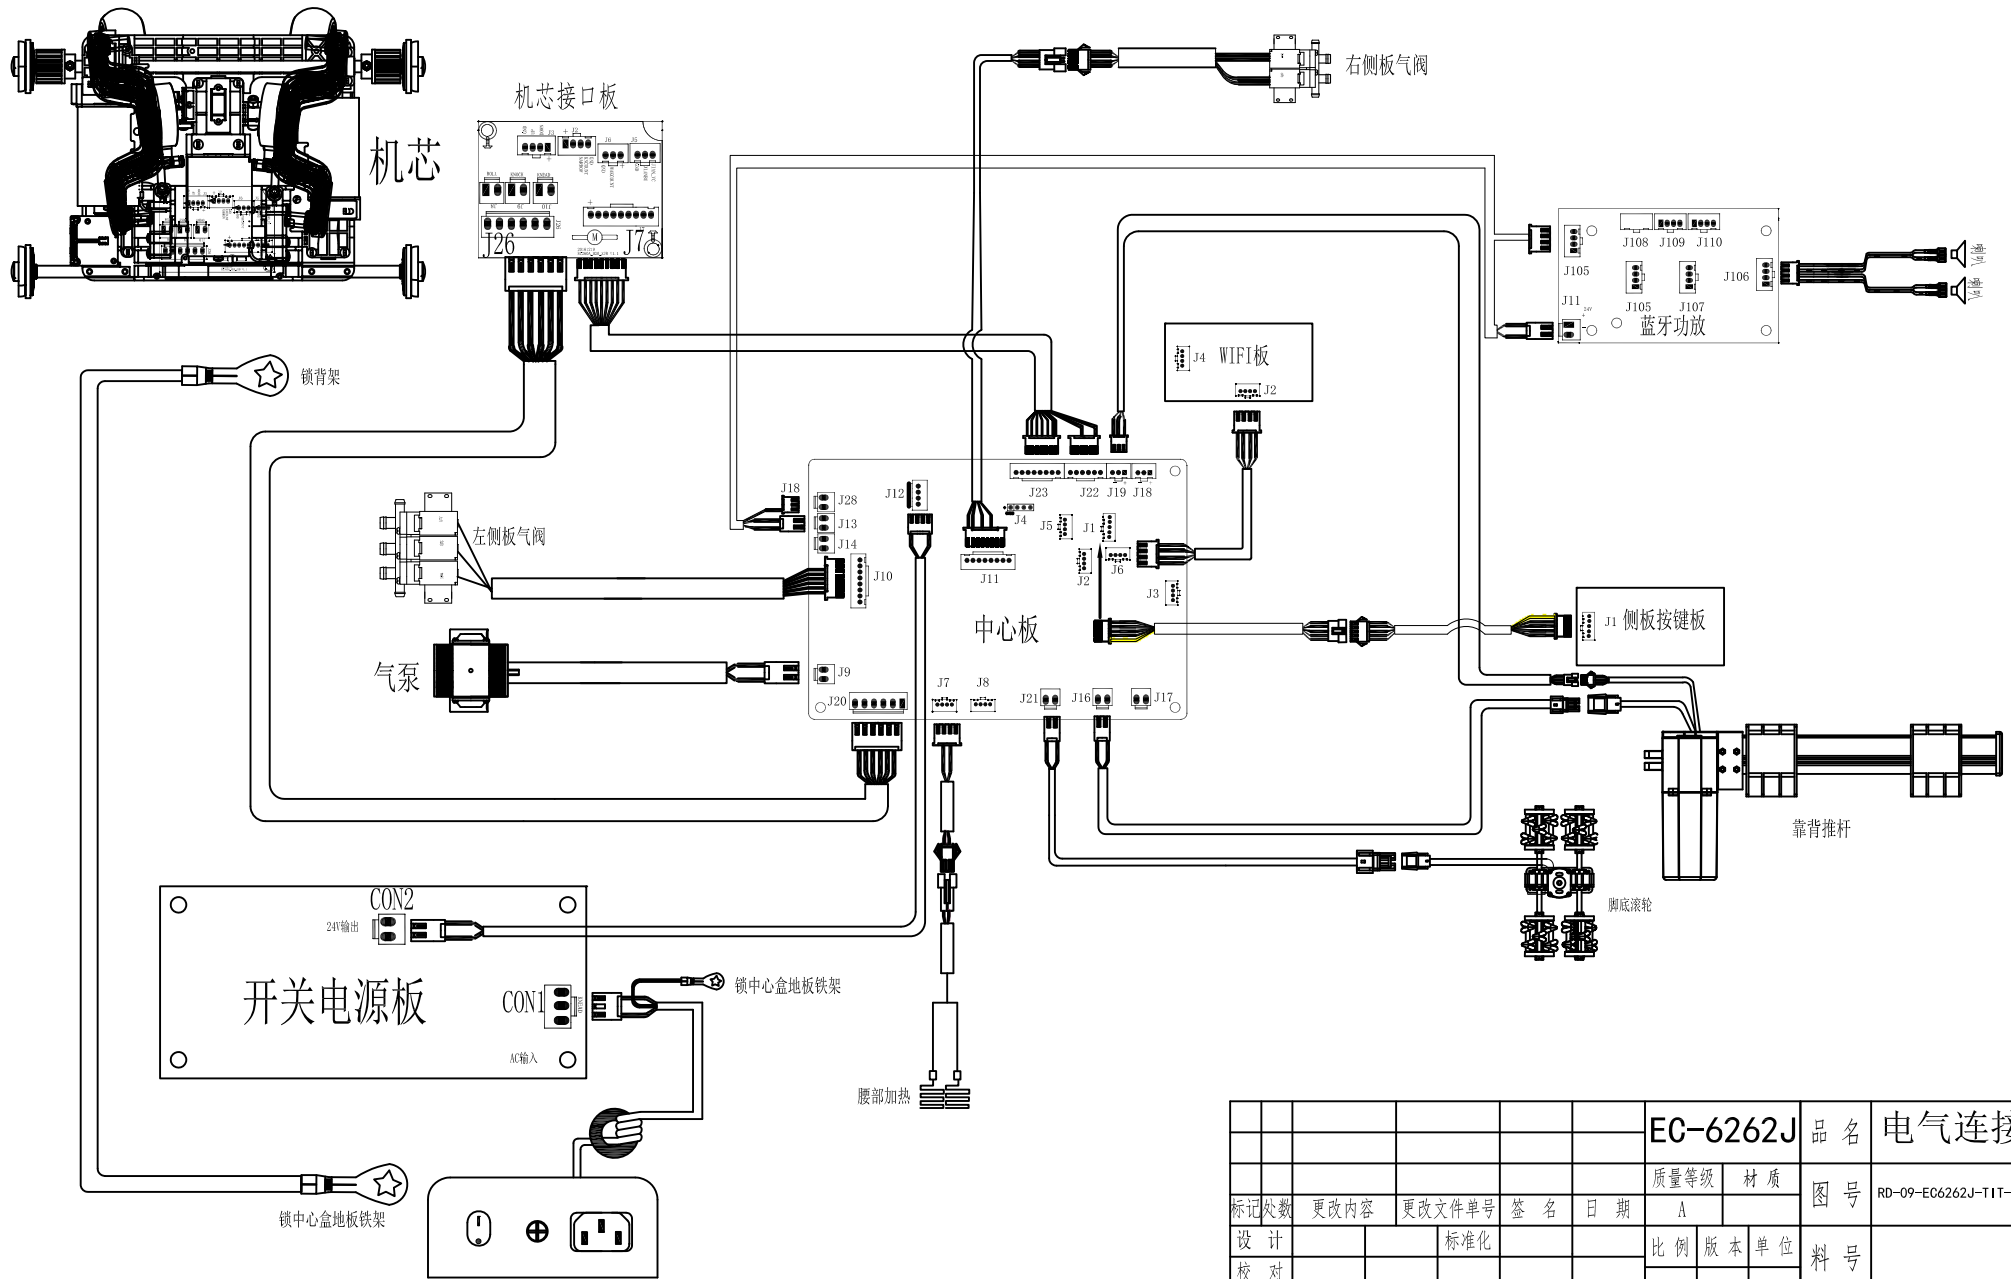 右侧板气阀
机芯接口板
机芯
J6
J5
J26
J7
M
J108
J109
J110
J105
J106
J11
24V
J105
J107
蓝牙功放
喇叭
喇叭
J4
WIFI板
J2
锁背架
J18
J28
J12
J13
J14
J10
左侧板气阀
J23
J22
J19
J18
J4
J5
J1
J11
J2
J6
J3
中心板
J1
侧板按键板
气泵
J9
J20
J7
J8
J21
J16
J17
靠背推杆
脚底滚轮
CON2
24V输出
开关电源板
CON1
AC输入
锁中心盒地板铁架
腰部加热
锁中心盒地板铁架
EC-6262J
品 名
电气连接
质量等级
材 质
图 号
RD-09-EC6262J-TIT-
标记
处数
更改内容
更改文件单号
签 名
日 期
A
设 计
标准化
比 例
版 本
单 位
料 号
校 对